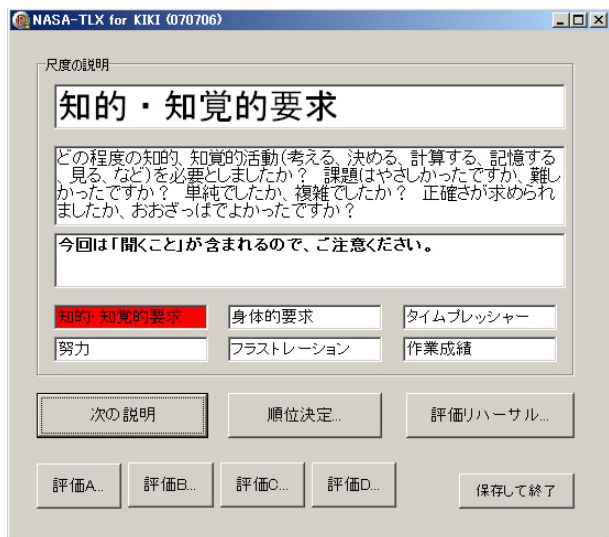 NASA-TLX for KIKI (070706)
尺度の説明
知的・知覚的要求
どの程度の知的、知覚的活動(考える、決める、計算する、記憶する
、見る、など)を必要としましたか？　課題はやさしかったですか、難し
かったですか？　単純でしたか、複雑でしたか？　正確さが求められ
ましたか、おおざっぱでよかったですか？
今回は「聞くこと」が含まれるので、ご注意ください。
知的・知覚的要求 身体的要求 タイムプレッシャー
努力 フラストレーション 作業成績
次の説明 順位決定... 評価リハーサル...
評価A... 評価B... 評価C... 評価D... 保存して終了